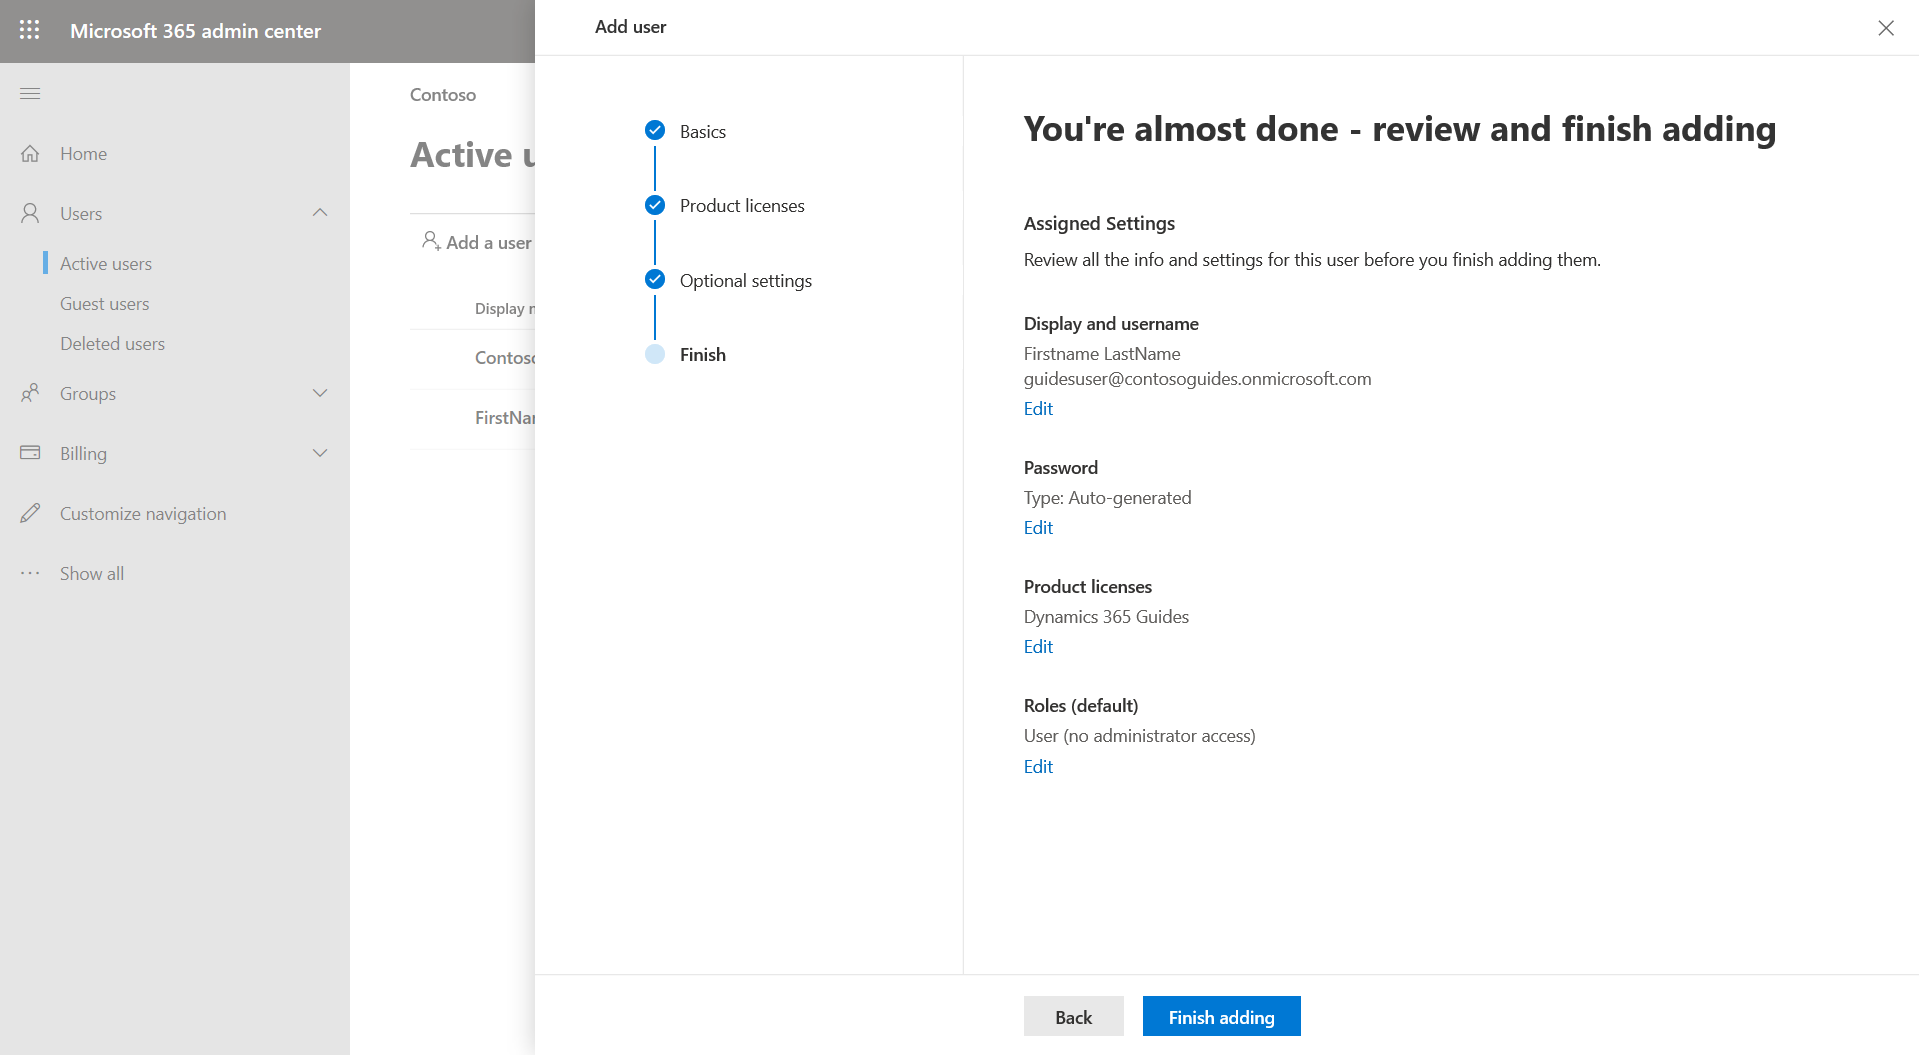 Microsoft 365 admin center
Home
Users
Active users
Guest users
Deleted users
Groups
Billing
Customize navigation
Show all
Contoso
Active u
Add a user
Display n
Contoso
FirstNar
Add user
Basics
Product licenses
Optional settings
Finish
You're almost done - review and finish adding
Assigned Settings
Review all the info and settings for this user before you finish adding them.
Display and username
Firstname LastName
guidesuser@contosoguides.onmicrosoft.com
Edit
Password
Type: Auto-generated
Edit
Product licenses
Dynamics 365 Guides
Edit
Roles (default)
User (no administrator access)
Edit
Back
Finish adding